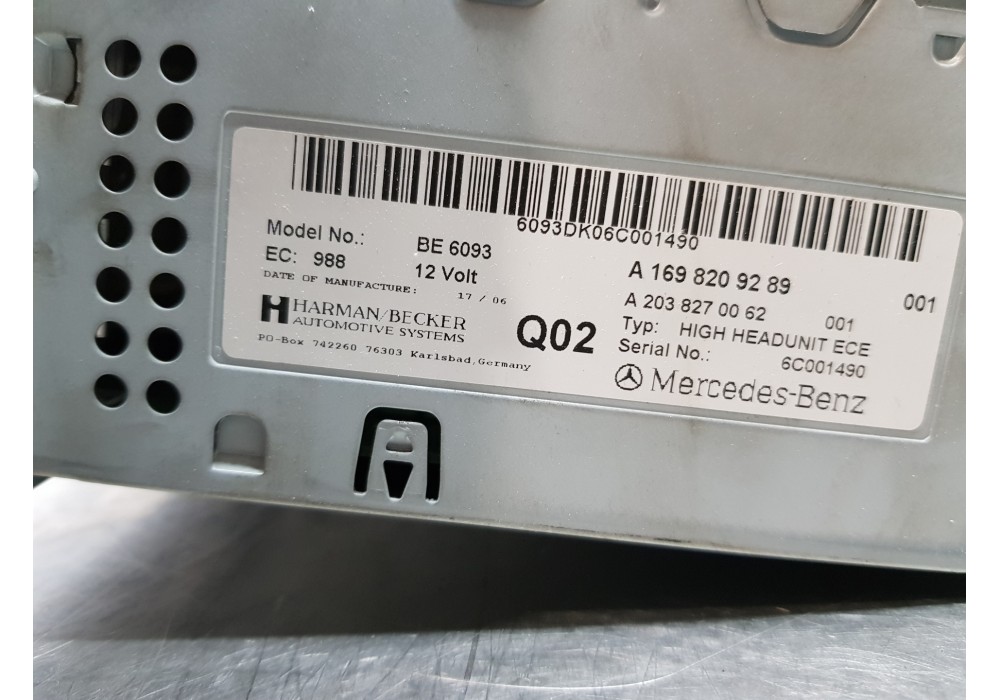 6093DK06C001490
Model No.: BE 6093
EC: 988 12 Volt
DATE OF MANUFACTURE: 17 / 06
HARMAN/BECKER
AUTOMOTIVE SYSTEMS
PO-Box 742260 76303 Karlsbad,Germany
Q02
A 169 820 92 89 001
A 203 827 00 62 001
Typ: HIGH HEADUNIT ECE
Serial No.: 6C001490
Mercedes-Benz